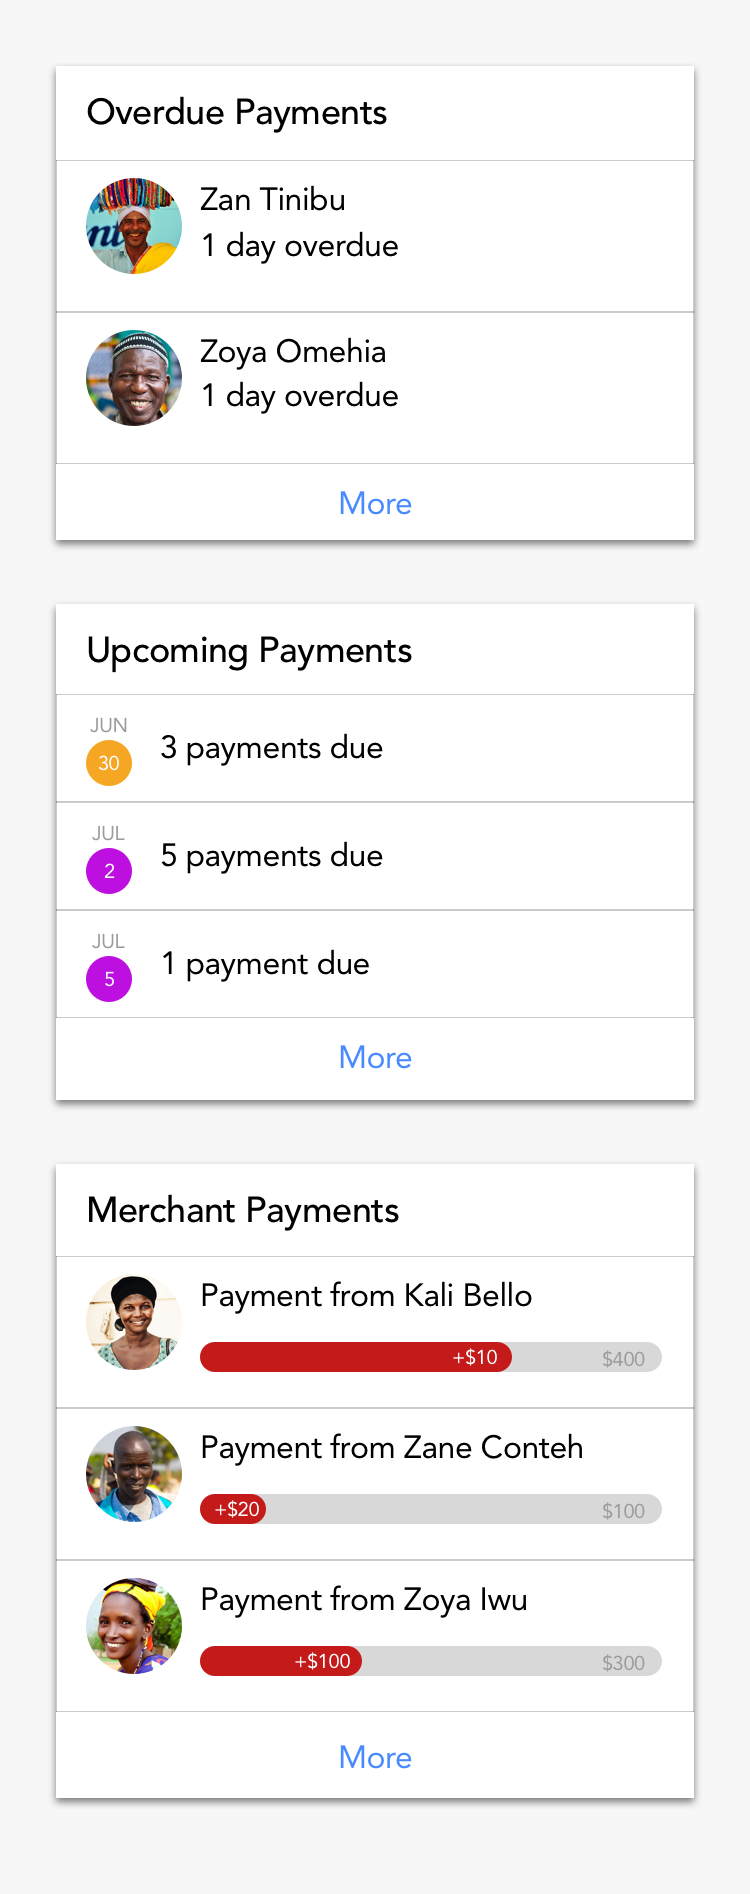 Overdue Payments
Zan Tinibu
1 day overdue
Zoya Omehia
1 day overdue
More
Upcoming Payments
JUN
30
3 payments due
JUL
2
5 payments due
JUL
5
1 payment due
More
Merchant Payments
Payment from Kali Bello
+$10 $400
Payment from Zane Conteh
+$20 $100
Payment from Zoya Iwu
+$100 $300
More